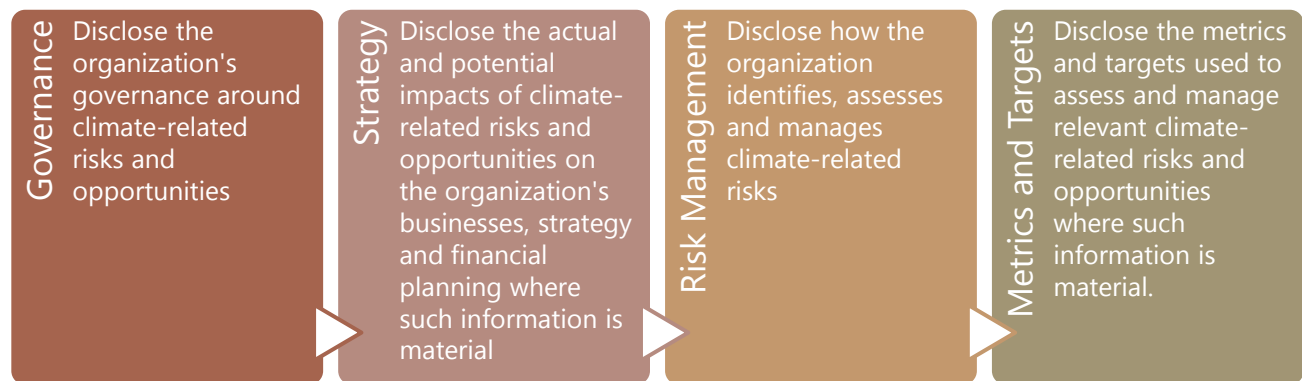 Governance
Disclose the
organization's
governance around
climate-related
risks and
opportunities
Strategy
Disclose the actual
and potential
impacts of climate-
related risks and
opportunities on
the organization's
businesses, strategy
and financial
planning where
such information is
material
Risk Management
Disclose how the
organization
identifies, assesses
and manages
climate-related
risks
Metrics and Targets
Disclose the metrics
and targets used to
assess and manage
relevant climate-
related risks and
opportunities
where such
information is
material.